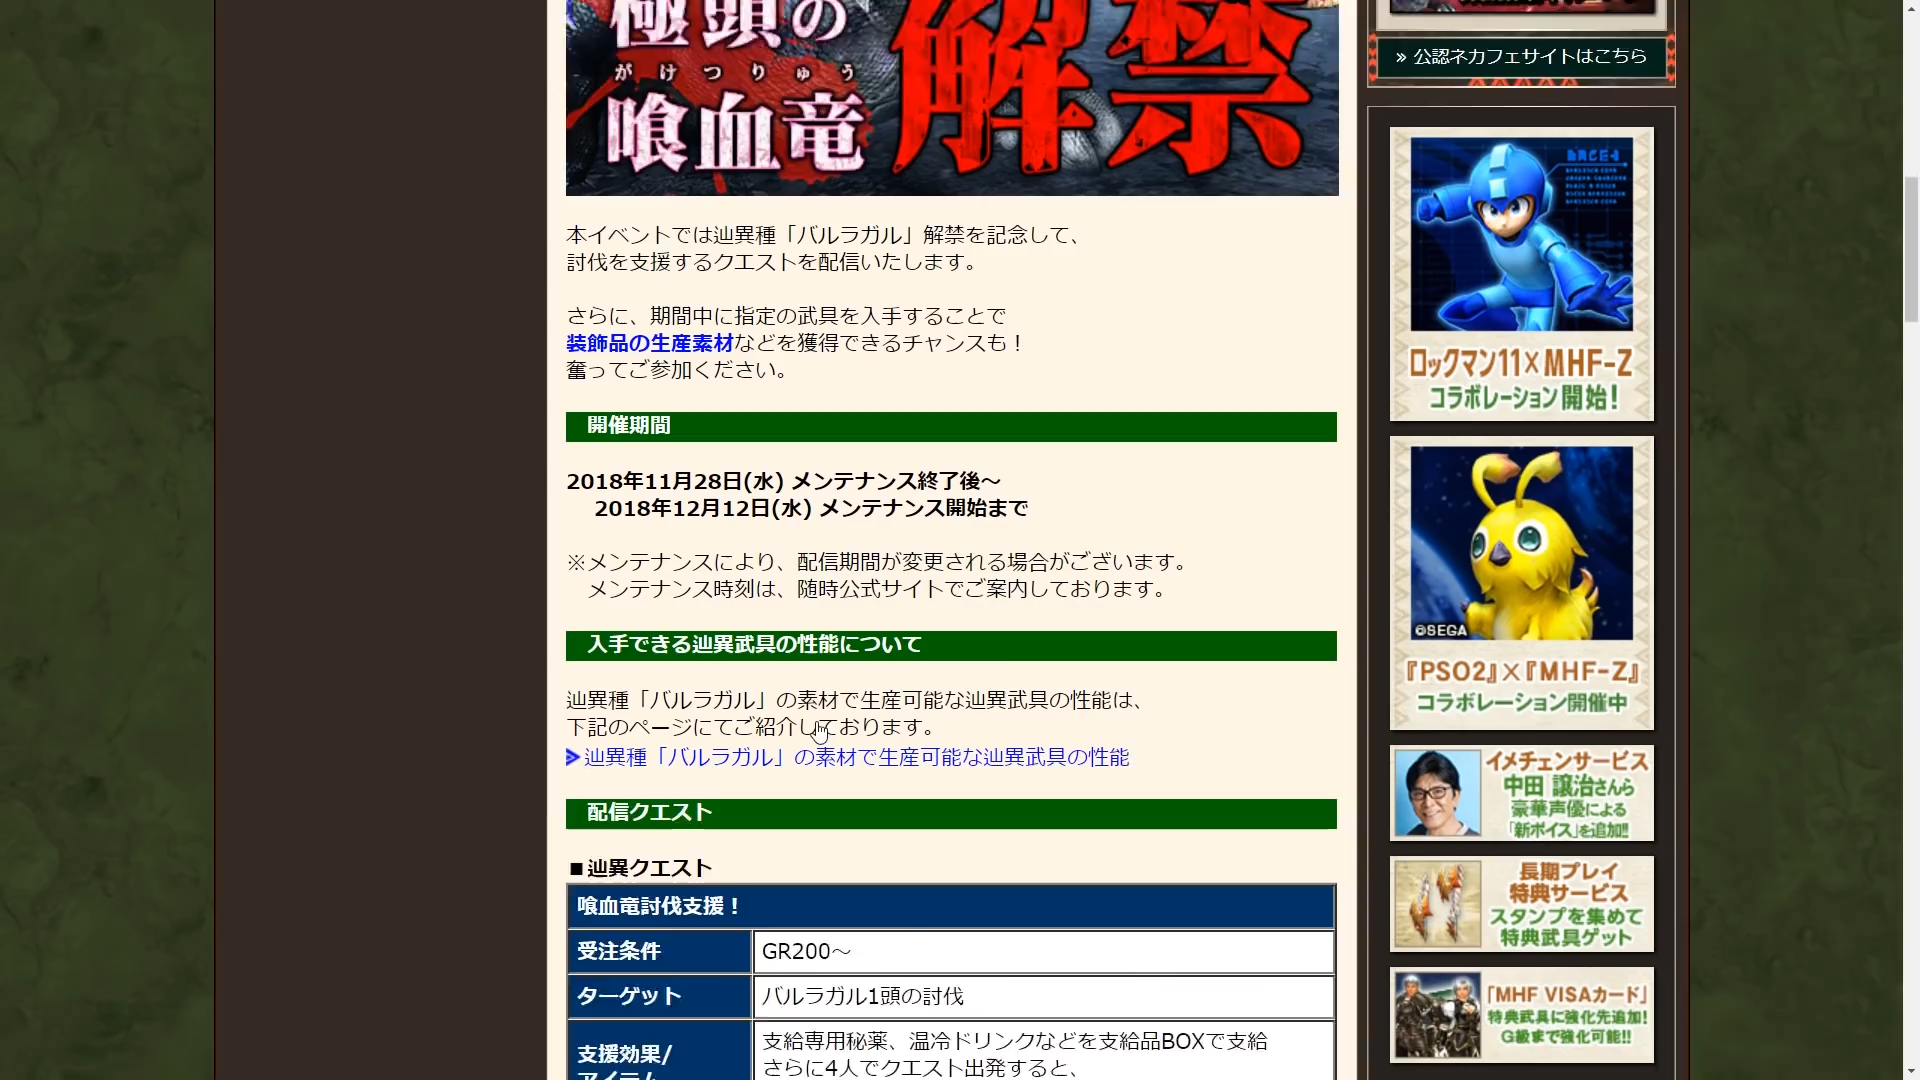 極頭の
がけつりゅう
喰血竜
解禁
本イベントでは辿異種「バルラガル」解禁を記念して、
討伐を支援するクエストを配信いたします。
さらに、期間中に指定の武具を入手することで
装飾品の生産素材などを獲得できるチャンスも！
奮ってご参加ください。
開催期間
2018年11月28日(水) メンテナンス終了後～
2018年12月12日(水) メンテナンス開始まで
※メンテナンスにより、配信期間が変更される場合がございます。
メンテナンス時刻は、随時公式サイトでご案内しております。
入手できる辿異武具の性能について
辿異種「バルラガル」の素材で生産可能な辿異武具の性能は、
下記のページにてご紹介しております。
辿異種「バルラガル」の素材で生産可能な辿異武具の性能
配信クエスト
■辿異クエスト
喰血竜討伐支援！
受注条件
GR200～
ターゲット
バルラガル1頭の討伐
支援効果/
アイテム
支給専用秘薬、温冷ドリンクなどを支給品BOXで支給
さらに4人でクエスト出発すると、
» 公認ネカフェサイトはこちら
ロックマン11×MHF-Z
コラボレーション開始！
©SEGA
『PSO2』×『MHF-Z』
コラボレーション開催中
イメチェンサービス
中田 譲治さんら
豪華声優による
「新ボイス」を追加!!
長期プレイ
特典サービス
スタンプを集めて
特典武具ゲット
「MHF VISAカード」
特典武具に強化先追加！
G級まで強化可能!!